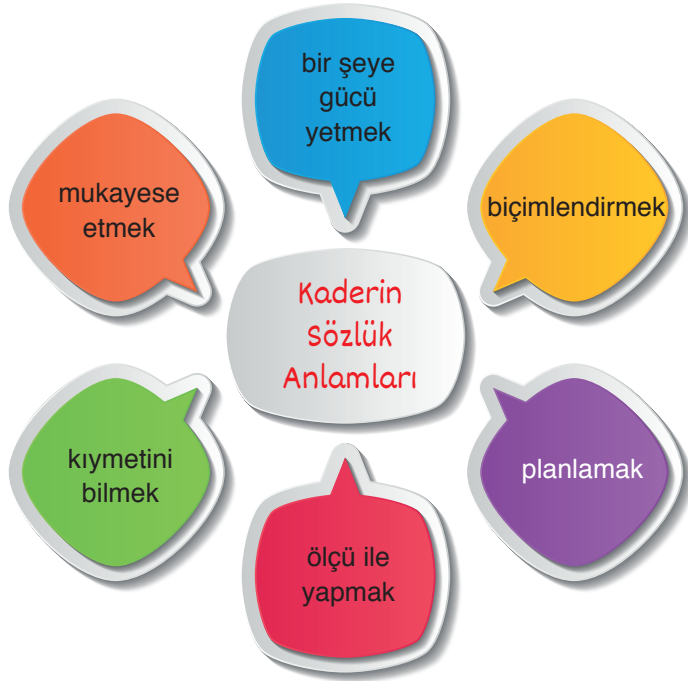 bir şeye
gücü
yetmek
mukayese
etmek
biçimlendirmek
Kaderin
Sözlük
Anlamları
kıymetini
bilmek
planlamak
ölçü ile
yapmak